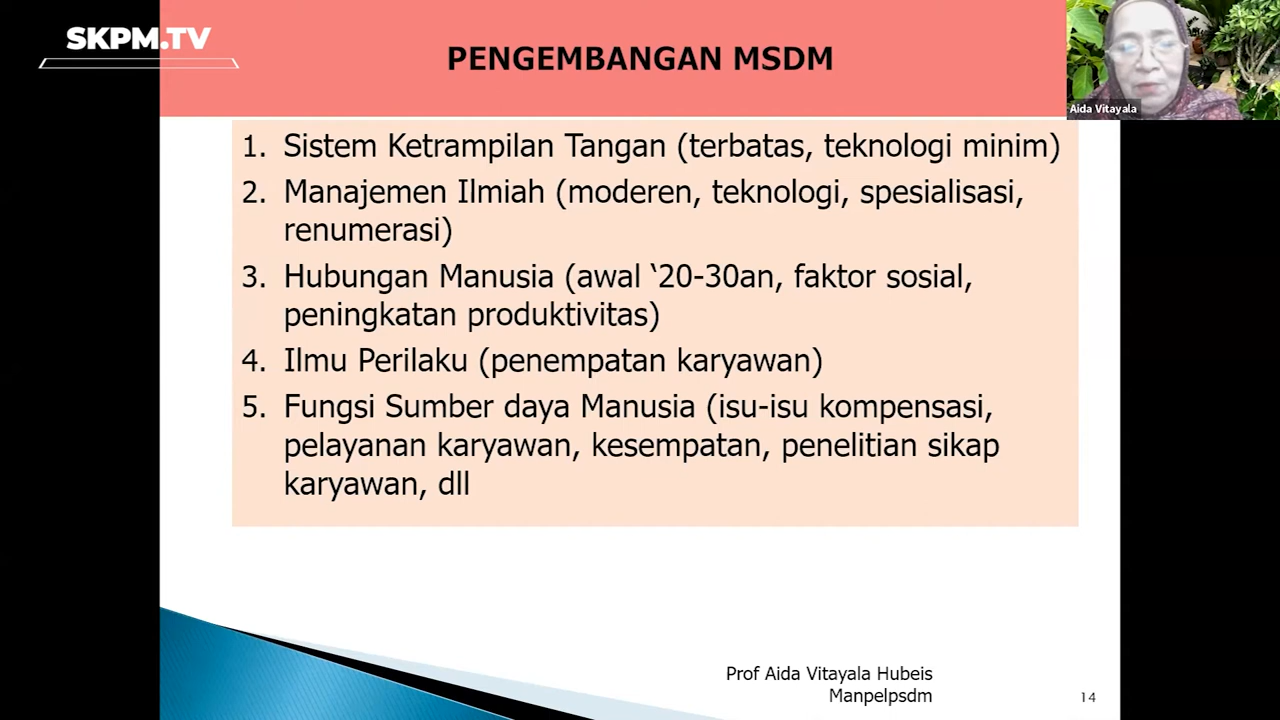 SKPM.TV
PENGEMBANGAN MSDM
Aida Vitayala
1. Sistem Ketrampilan Tangan (terbatas, teknologi minim)
2. Manajemen Ilmiah (moderen, teknologi, spesialisasi,
renumerasi)
3. Hubungan Manusia (awal ‘20-30an, faktor sosial,
peningkatan produktivitas)
4. Ilmu Perilaku (penempatan karyawan)
5. Fungsi Sumber daya Manusia (isu-isu kompensasi,
pelayanan karyawan, kesempatan, penelitian sikap
karyawan, dll
Prof Aida Vitayala Hubeis
Manpelpsdm
14